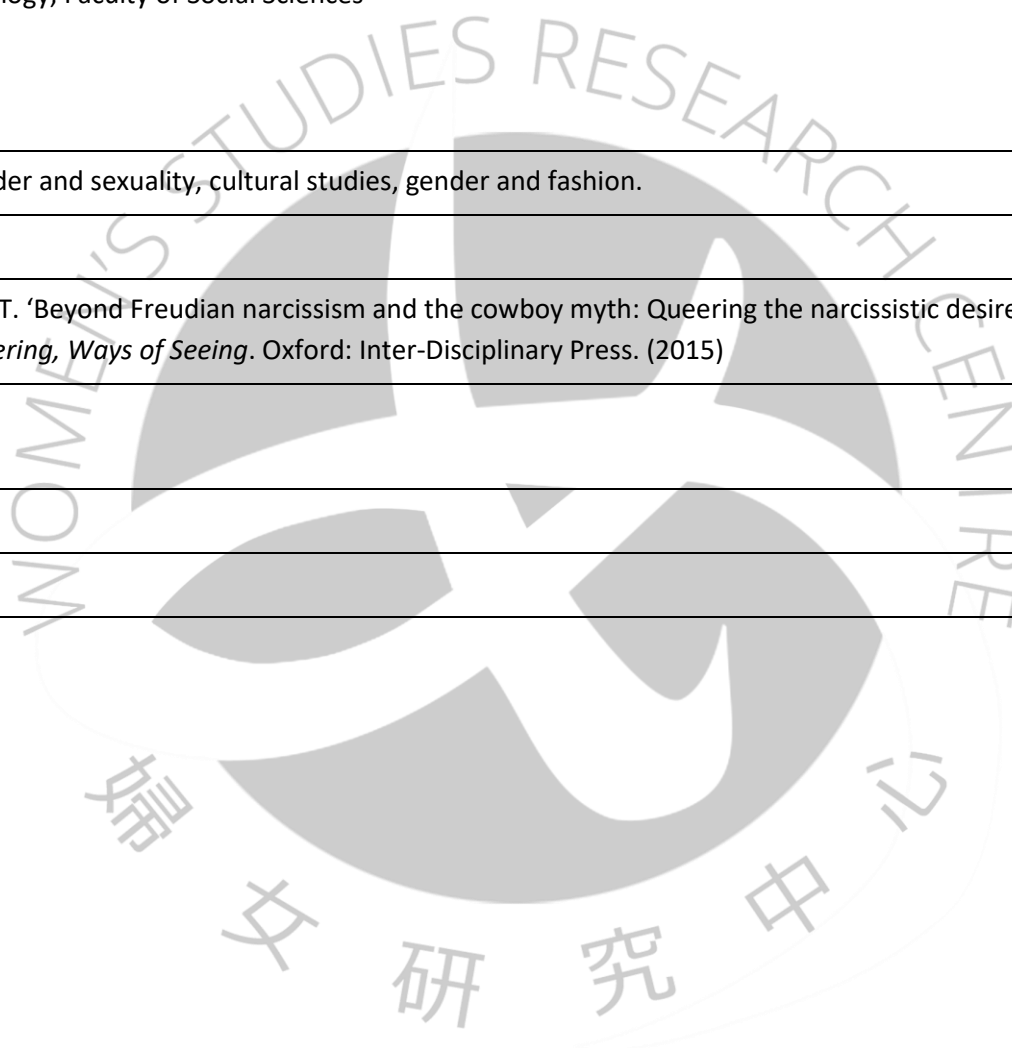 ology, Faculty of Social Sciences
WOMEN'S STUDIES RESEARCH CENTRE
der and sexuality, cultural studies, gender and fashion.
T. ‘Beyond Freudian narcissism and the cowboy myth: Queering the narcissistic desire
ering, Ways of Seeing. Oxford: Inter-Disciplinary Press. (2015)
婦女研究中心